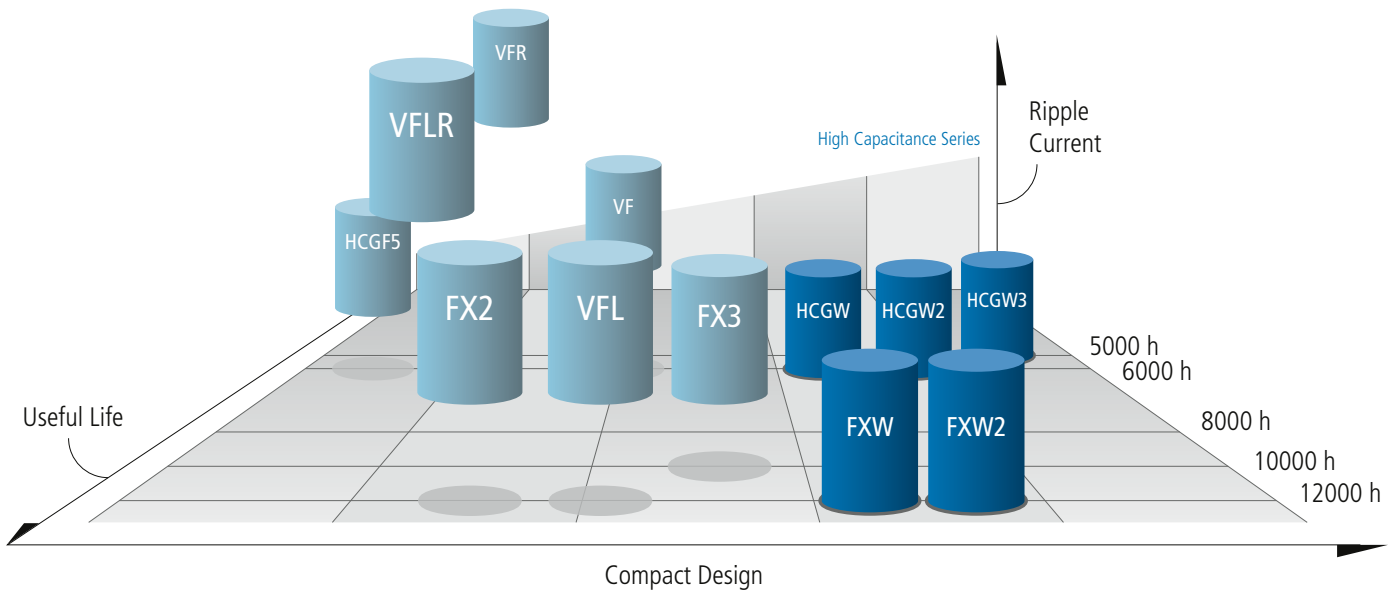 VFR
VFLR
Ripple
Current
High Capacitance Series
VF
HCGF5
FX2
VFL
FX3
HCGW
HCGW2
HCGW3
5000 h
6000 h
Useful Life
FXW
FXW2
8000 h
10000 h
12000 h
Compact Design